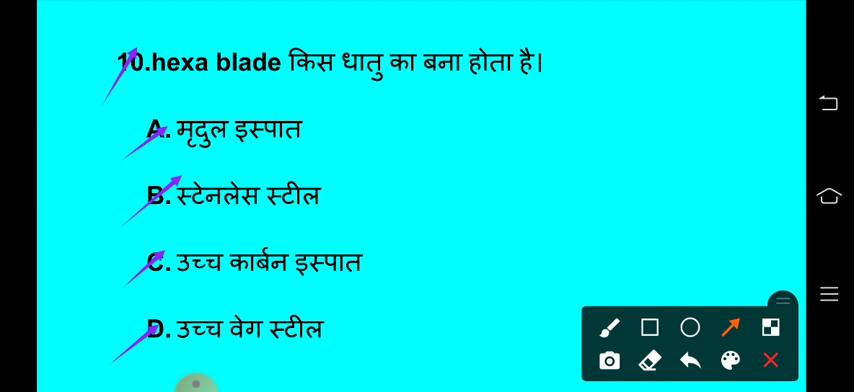 10.hexa blade किस धातु का बना होता है।
A. मृदुल इस्पात
B. स्टेनलेस स्टील
C. उच्च कार्बन इस्पात
D. उच्च वेग स्टील